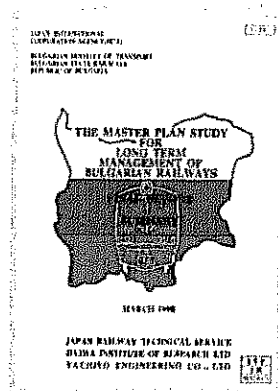 JAPAN INTERNATIONAL
COOPERATION AGENCY (JICA)
BULGARIAN MINISTRY OF TRANSPORT
BULGARIAN STATE RAILWAYS
REPUBLIC OF BULGARIA
THE MASTER PLAN STUDY
FOR
LONG TERM
MANAGEMENT OF
BULGARIAN RAILWAYS
SUMMARY
MARCH 1998
JAPAN RAILWAY TECHNICAL SERVICE
DAIWA INSTITUTE OF RESEARCH LTD
YACHIYO ENGINEERING CO., LTD